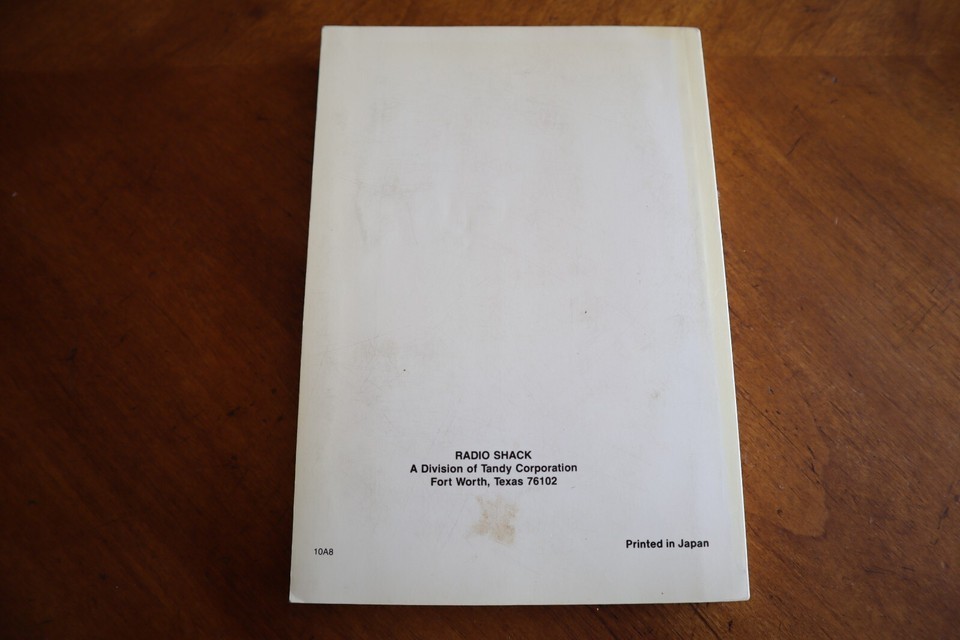 RADIO SHACK
A Division of Tandy Corporation
Fort Worth, Texas 76102
10A8
Printed in Japan